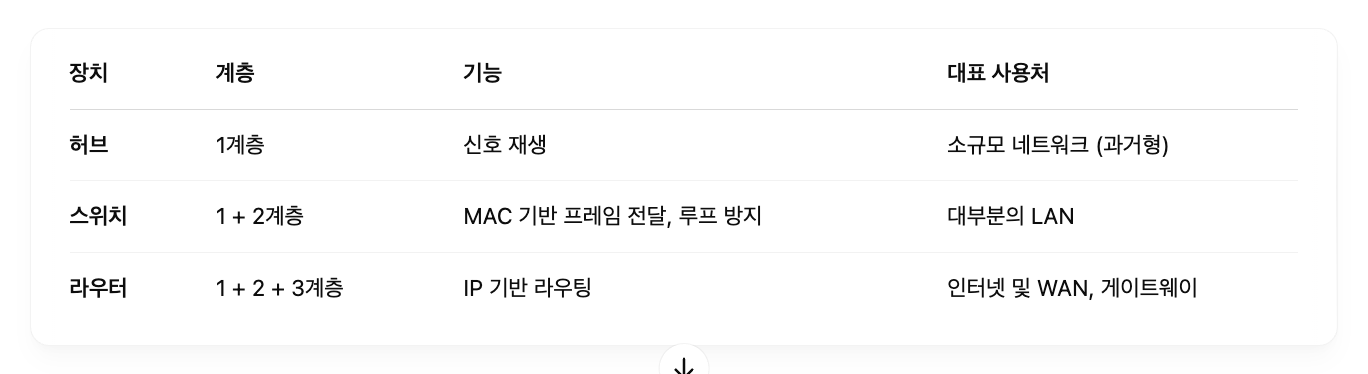 장치 계층 기능 대표 사용처
허브 1계층 신호 재생 소규모 네트워크 (과거형)
스위치 1 + 2계층 MAC 기반 프레임 전달, 루프 방지 대부분의 LAN
라우터 1 + 2 + 3계층 IP 기반 라우팅 인터넷 및 WAN, 게이트웨이